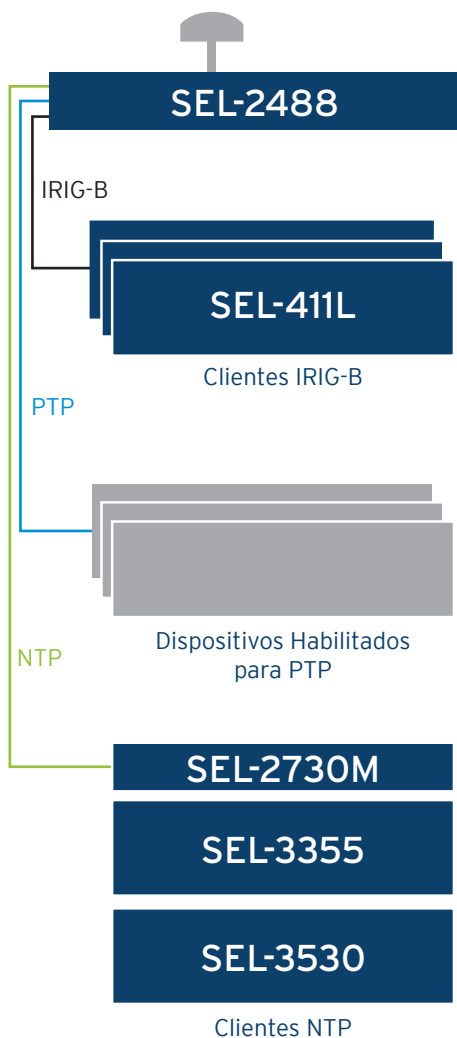 SEL-2488
IRIG-B
SEL-411L
Clientes IRIG-B
PTP
Dispositivos Habilitados
para PTP
NTP
SEL-2730M
SEL-3355
SEL-3530
Clientes NTP